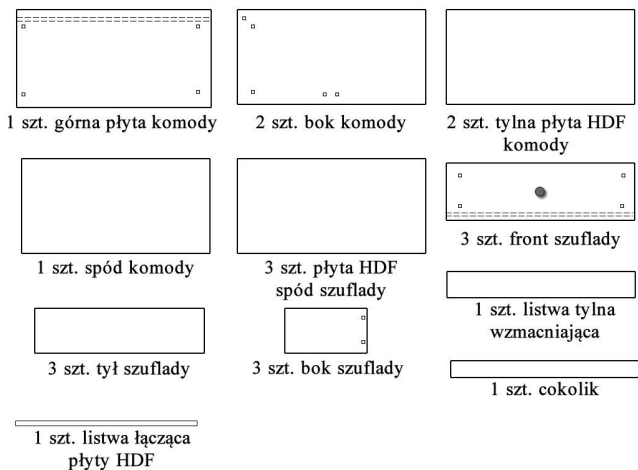 1 szt. górna płyta komody
2 szt. bok komody
2 szt. tylna płyta HDF
komody
1 szt. spód komody
3 szt. płyta HDF
spód szuflady
3 szt. front szuflady
1 szt. listwa tylna
wzmacniająca
3 szt. tył szuflady
3 szt. bok szuflady
1 szt. cokolik
1 szt. listwa łącząca
płyty HDF